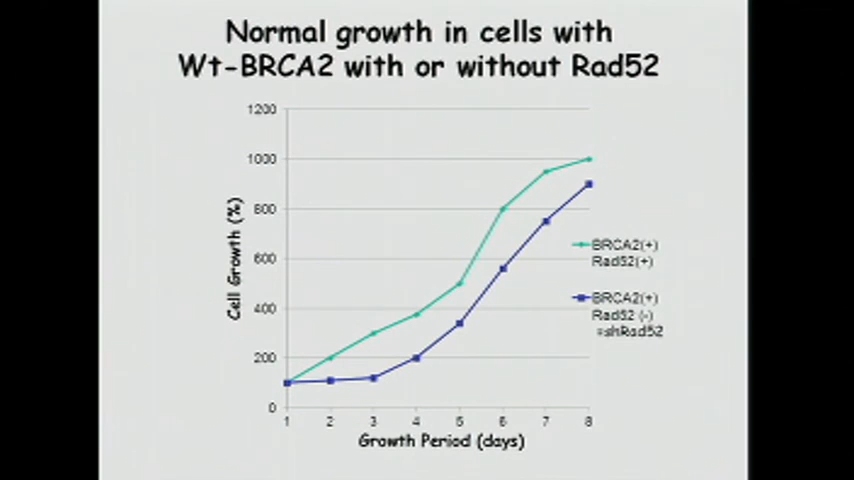 Normal growth in cells with
Wt-BRCA2 with or without Rad52
1200
1000
800
600
400
200
0
Cell Growth (%)
1 2 3 4 5 6 7 8
Growth Period (days)
BRCA2(+)
Rad52(+)
BRCA2(+)
Rad52 (-)
+shRad52